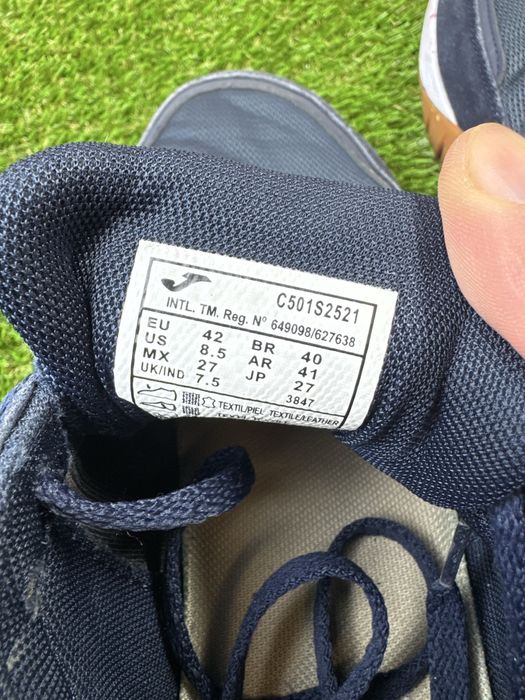 C501S2521
INTL. TM. Reg. N° 649098/627638
EU 42 BR 40
US 8.5 AR 41
MX 27 JP 27
UK/IND 7.5 3847
TEXTIL/PIEL TEXTILE/LEATHER